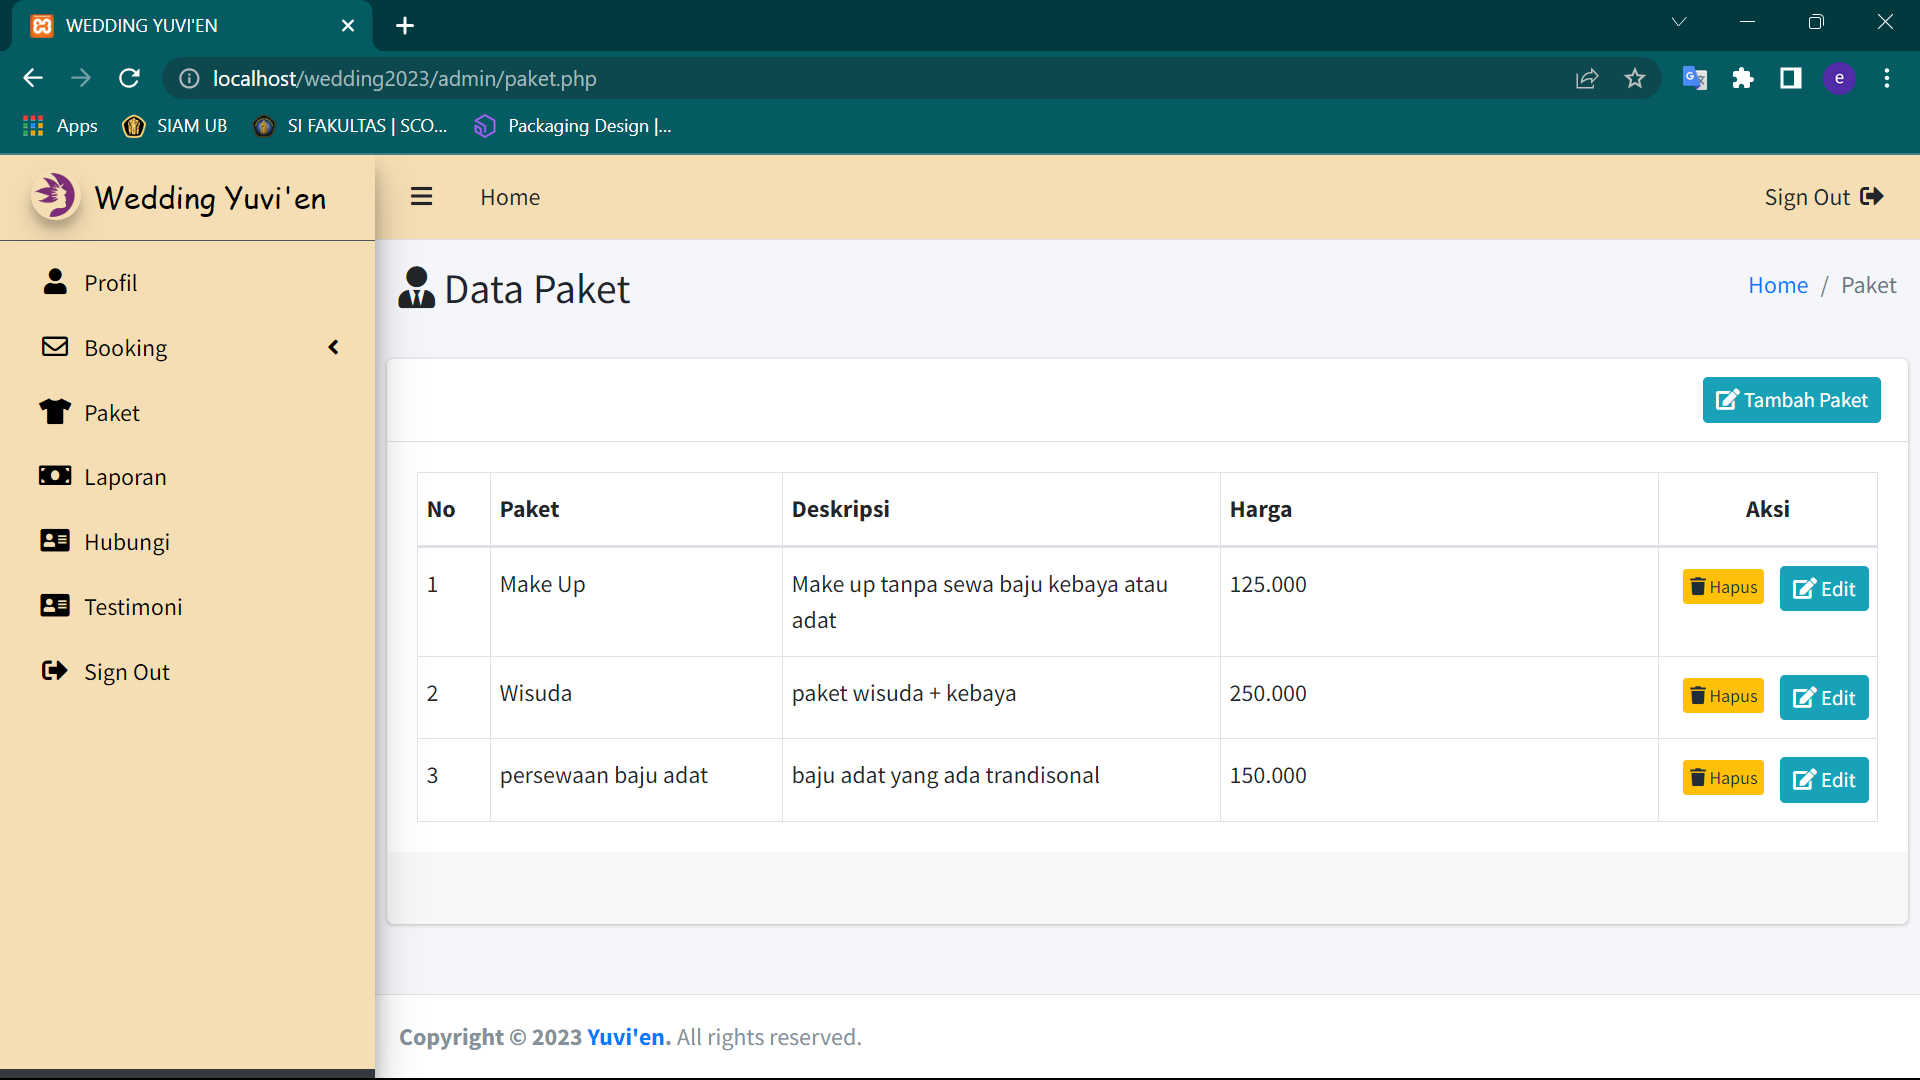 WEDDING YUVI'EN
localhost/wedding2023/admin/paket.php
e
Apps
SIAM UB
SI FAKULTAS | SCO...
Packaging Design |...
Wedding Yuvi'en
Home
Sign Out
Profil
Booking
Paket
Laporan
Hubungi
Testimoni
Sign Out
Data Paket
Home / Paket
Tambah Paket
No Paket Deskripsi Harga Aksi
1 Make Up Make up tanpa sewa baju kebaya atau 125.000 Hapus Edit
adat
2 Wisuda paket wisuda + kebaya 250.000 Hapus Edit
3 persewaan baju adat baju adat yang ada trandisonal 150.000 Hapus Edit
Copyright © 2023 Yuvi'en. All rights reserved.